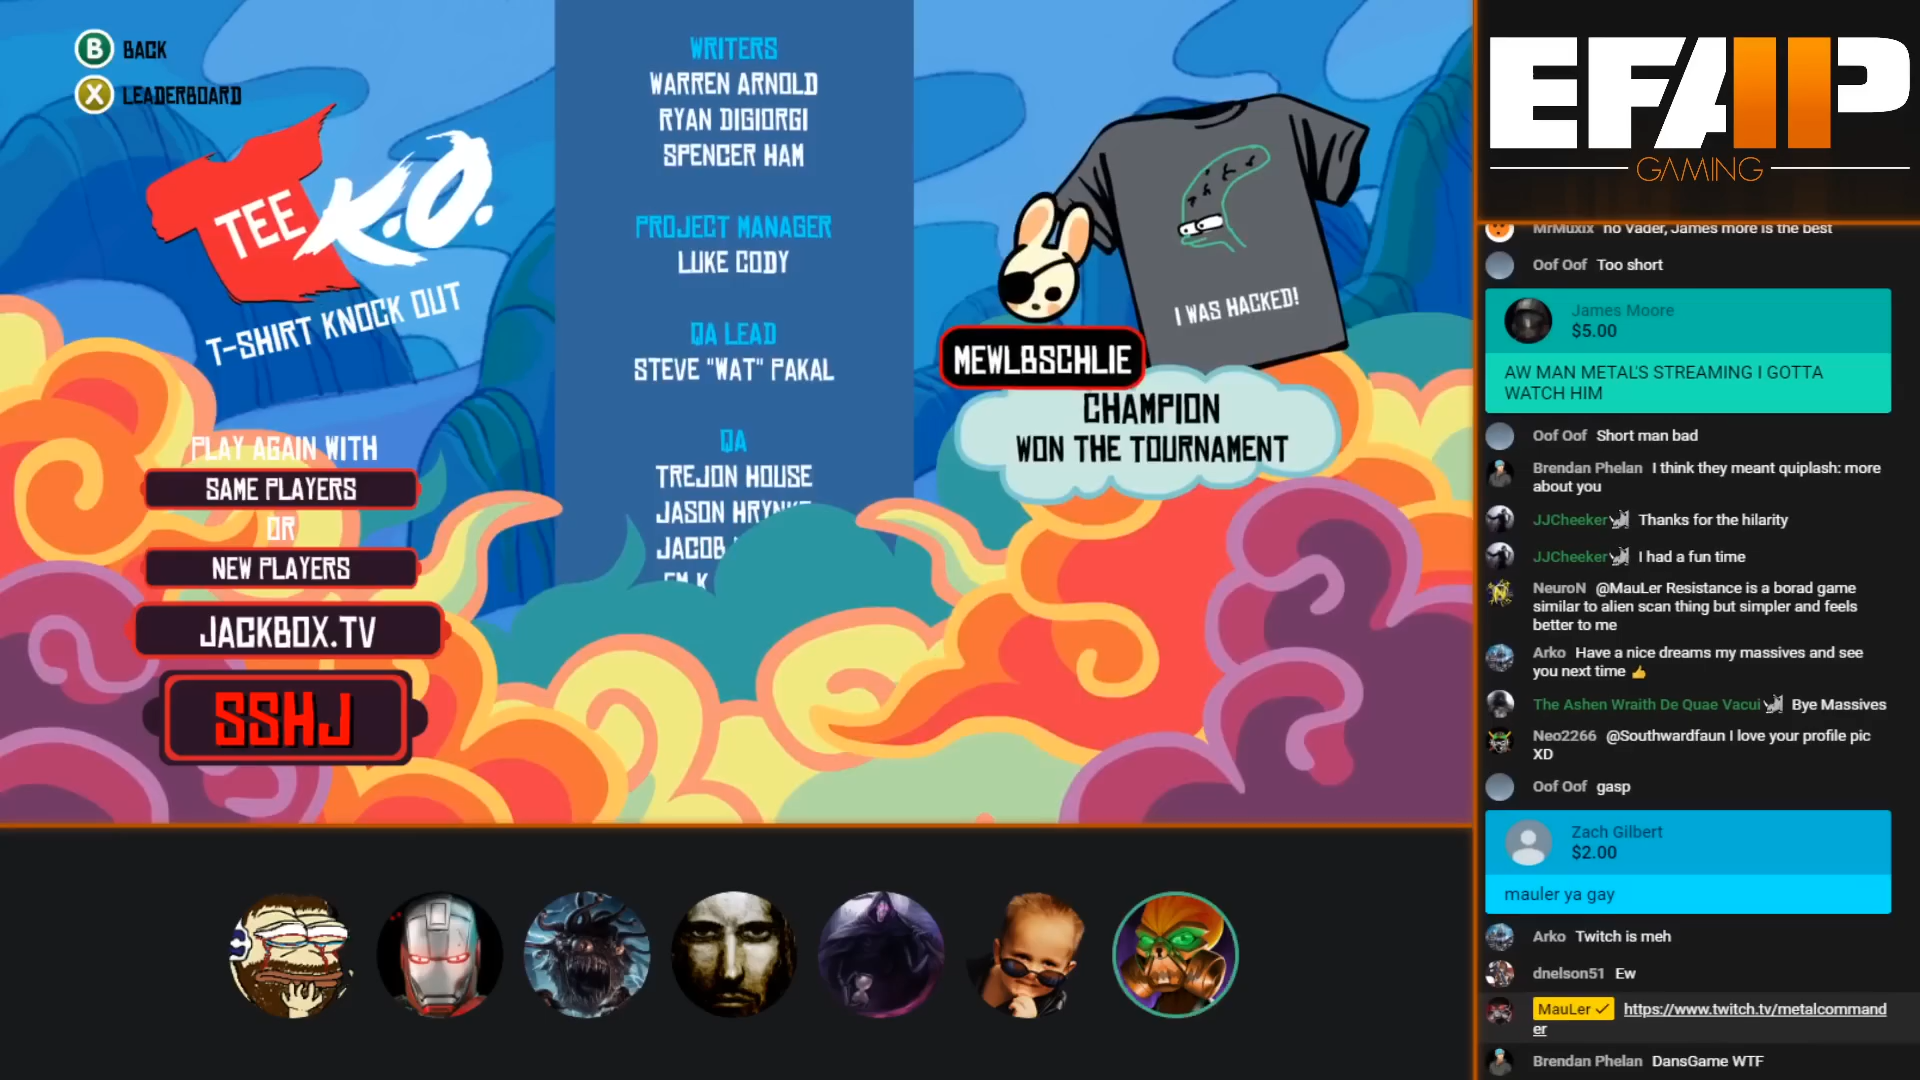 B BACK
X LEADERBOARD
TEE K.O.
T-SHIRT KNOCK OUT
PLAY AGAIN WITH
SAME PLAYERS
OR
NEW PLAYERS
JACKBOX.TV
SSHJ
WRITERS
WARREN ARNOLD
RYAN DIGIORGI
SPENCER HAM
PROJECT MANAGER
LUKE CODY
QA LEAD
STEVE "WAT" PAKAL
QA
TREJON HOUSE
JASON
JACOB
I WAS HACKED!
MEWLBSCHLIE
CHAMPION
WON THE TOURNAMENT
EFAP
GAMING
MrMuxix no Vader, James more is the best
Oof Oof Too short
James Moore
$5.00
AW MAN METAL'S STREAMING I GOTTA
WATCH HIM
Oof Oof Short man bad
Brendan Phelan I think they meant quiplash: more
about you
JJCheeker Thanks for the hilarity
JJCheeker I had a fun time
NeuroN @MauLer Resistance is a borad game
similar to alien scan thing but simpler and feels
better to me
Arko Have a nice dreams my massives and see
you next time 👍
The Ashen Wraith De Quae Vacui Bye Massives
Neo2266 @Southwardfaun I love your profile pic
XD
Oof Oof gasp
Zach Gilbert
$2.00
mauler ya gay
Arko Twitch is meh
dnelson51 Ew
MauLer ✓ https://www.twitch.tv/metalcommand
er
Brendan Phelan DansGame WTF